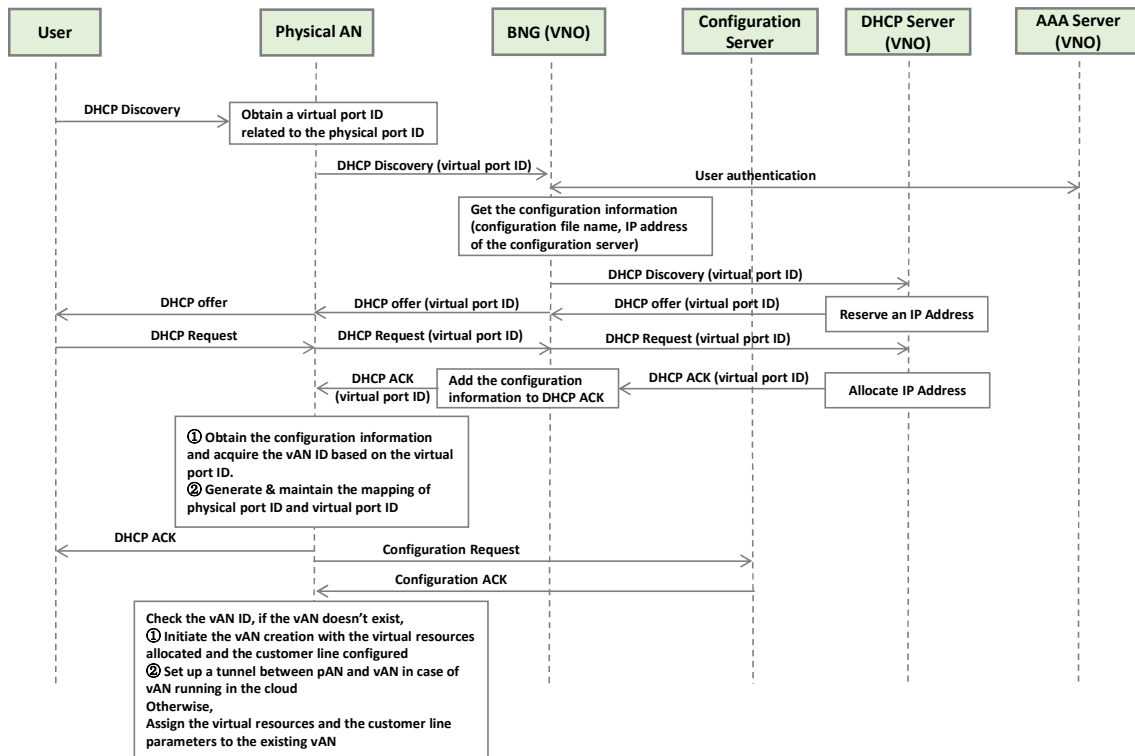 User
Physical AN
BNG (VNO)
Configuration
Server
DHCP Server
(VNO)
AAA Server
(VNO)
DHCP Discovery
Obtain a virtual port ID
related to the physical port ID
DHCP Discovery (virtual port ID)
User authentication
Get the configuration information
(configuration file name, IP address
of the configuration server)
DHCP Discovery (virtual port ID)
DHCP offer
DHCP offer (virtual port ID)
DHCP offer (virtual port ID)
Reserve an IP Address
DHCP Request
DHCP Request (virtual port ID)
DHCP Request (virtual port ID)
DHCP ACK
(virtual port ID)
Add the configuration
information to DHCP ACK
DHCP ACK (virtual port ID)
Allocate IP Address
① Obtain the configuration information
and acquire the vAN ID based on the virtual
port ID.
② Generate & maintain the mapping of
physical port ID and virtual port ID
DHCP ACK
Configuration Request
Configuration ACK
Check the vAN ID, if the vAN doesn't exist,
① Initiate the vAN creation with the virtual resources
allocated and the customer line configured
② Set up a tunnel between pAN and vAN in case of
vAN running in the cloud
Otherwise,
Assign the virtual resources and the customer line
parameters to the existing vAN